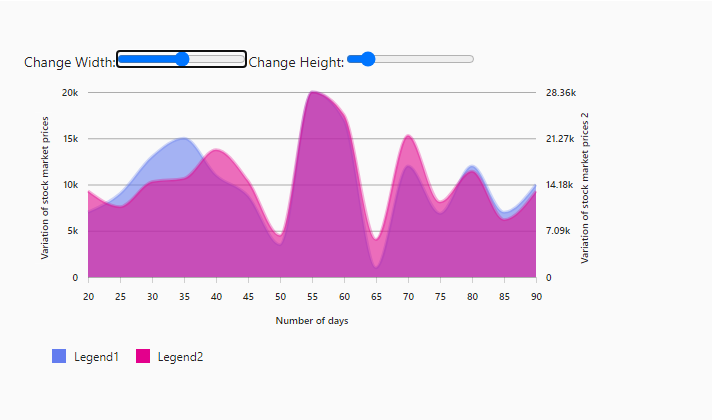 Change Width: Change Height:
20k 28.36k
15k 21.27k
10k 14.18k
5k 7.09k
0 0
Variation of stock market prices
Variation of stock market prices 2
20 25 30 35 40 45 50 55 60 65 70 75 80 85 90
Number of days
Legend1 Legend2